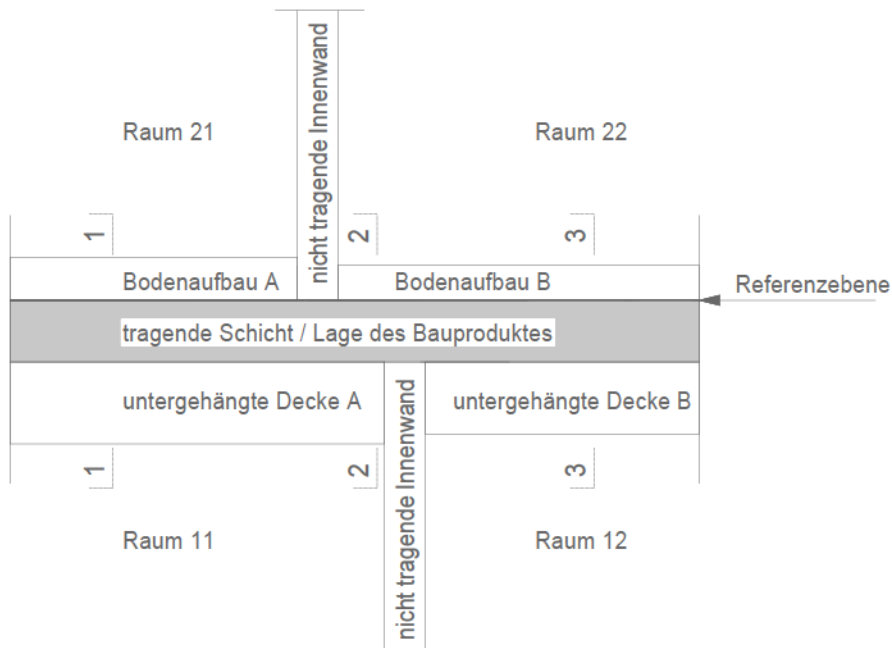 nicht tragende Innenwand
Raum 21
Raum 22
1
2
3
Bodenaufbau A
Bodenaufbau B
Referenzebene
tragende Schicht / Lage des Bauproduktes
untergehängte Decke A
untergehängte Decke B
nicht tragende Innenwand
1
2
3
Raum 11
Raum 12